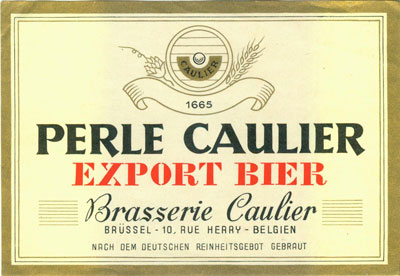 CAULIER
1665
PERLE CAULIER
EXPORT BIER
Brasserie Caulier
BRÜSSEL - 10, RUE HERRY - BELGIEN
NACH DEM DEUTSCHEN REINHEITSGEBOT GEBRAUT